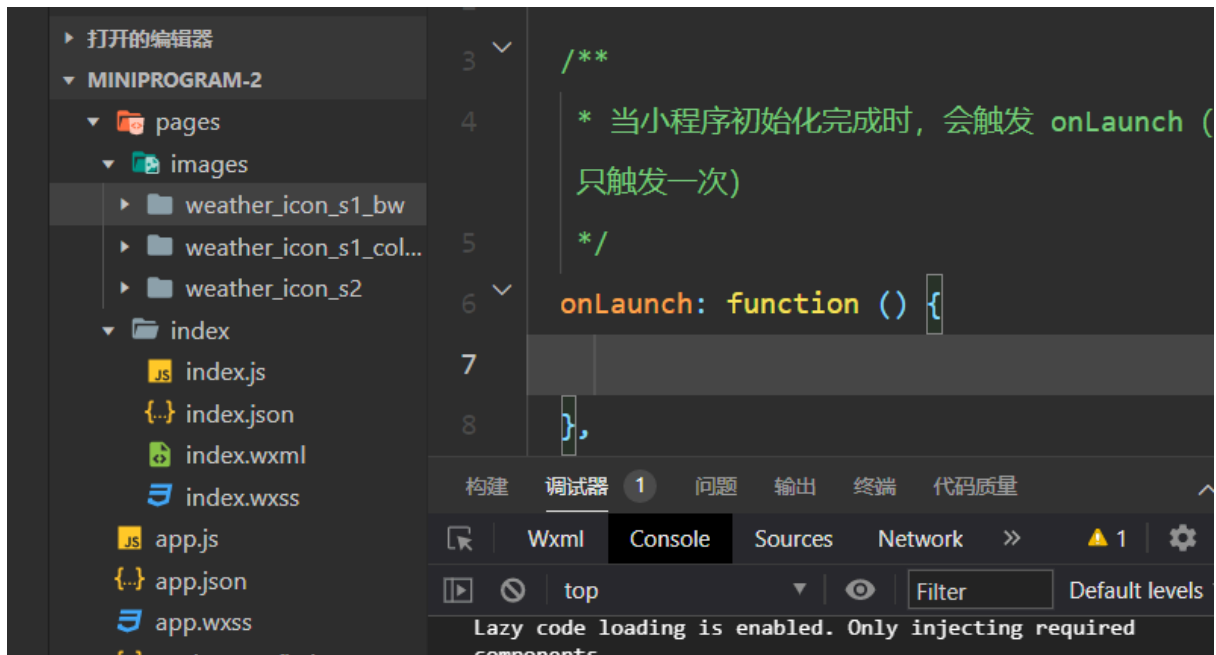 打开的编辑器
MINIPROGRAM-2
pages
images
weather_icon_s1_bw
weather_icon_s1_col...
weather_icon_s2
index
JS index.js
{..} index.json
index.wxml
index.wxss
JS app.js
{..} app.json
app.wxss
3 /**
4 * 当小程序初始化完成时，会触发 onLaunch（
只触发一次）
5 */
6 onLaunch: function () {
7
8 },
构建 调试器 1 问题 输出 终端 代码质量
Wxml Console Sources Network » 1
top Filter Default levels
Lazy code loading is enabled. Only injecting required